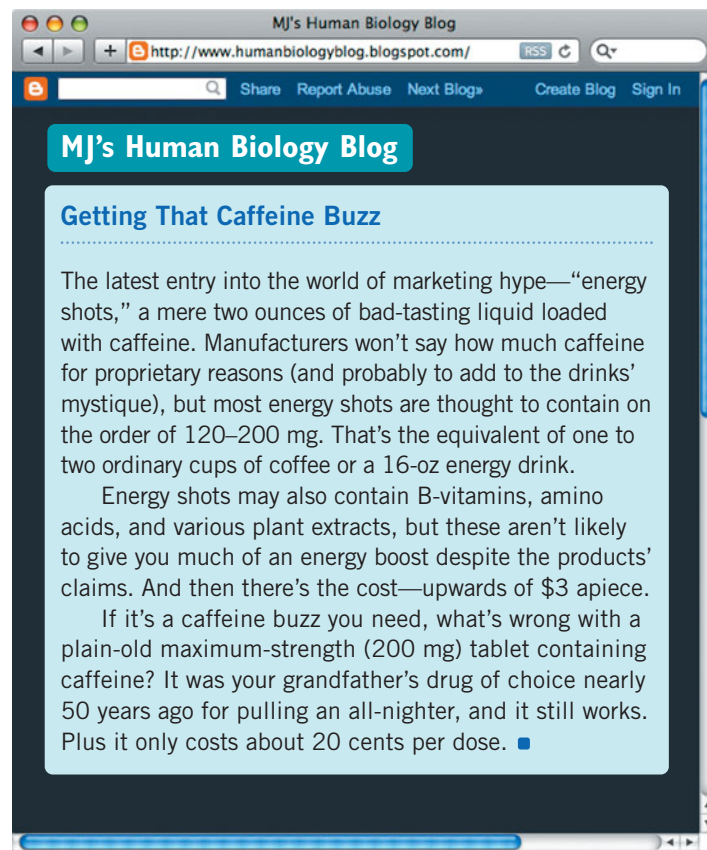 MJ's Human Biology Blog
http://www.humanbiologyblog.blogspot.com/
RSS
Share Report Abuse Next Blog» Create Blog Sign In
MJ's Human Biology Blog
Getting That Caffeine Buzz
The latest entry into the world of marketing hype—“energy
shots,” a mere two ounces of bad-tasting liquid loaded
with caffeine. Manufacturers won’t say how much caffeine
for proprietary reasons (and probably to add to the drinks’
mystique), but most energy shots are thought to contain on
the order of 120–200 mg. That’s the equivalent of one to
two ordinary cups of coffee or a 16-oz energy drink.
Energy shots may also contain B-vitamins, amino
acids, and various plant extracts, but these aren’t likely
to give you much of an energy boost despite the products’
claims. And then there’s the cost—upwards of $3 apiece.
If it’s a caffeine buzz you need, what’s wrong with a
plain-old maximum-strength (200 mg) tablet containing
caffeine? It was your grandfather’s drug of choice nearly
50 years ago for pulling an all-nighter, and it still works.
Plus it only costs about 20 cents per dose.